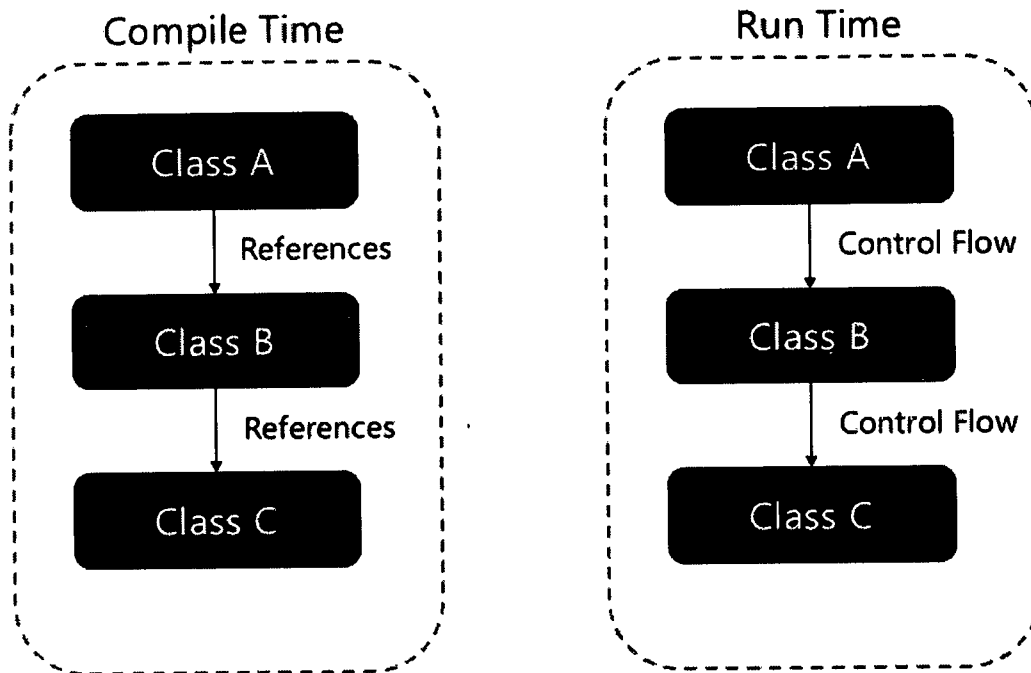 Compile Time
Class A
References
Class B
References
Class C
Run Time
Class A
Control Flow
Class B
Control Flow
Class C